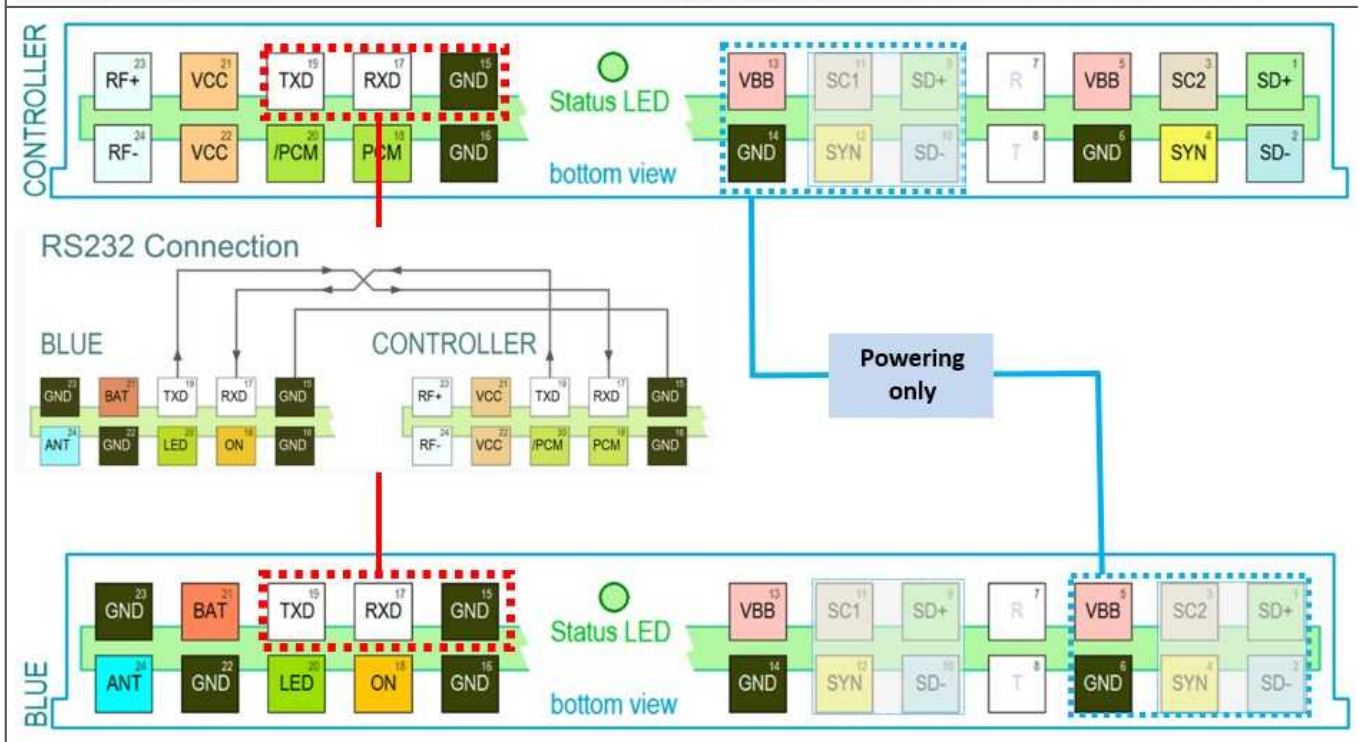 CONTROLLER
23 21 19 17 15
RF+ VCC TXD RXD GND
24 22 20 18 16
RF- VCC /PCM PCM GND
Status LED
bottom view
13 11 9 7 5 3 1
VBB SC1 SD+ R VBB SC2 SD+
14 12 10 8 6 4 2
GND SYN SD- T GND SYN SD-
RS232 Connection
BLUE
23 21 19 17 15
GND BAT TXD RXD GND
24 22 20 18 16
ANT GND LED ON GND
CONTROLLER
23 21 19 17 15
RF+ VCC TXD RXD GND
24 22 20 18 16
RF- VCC /PCM PCM GND
Powering
only
BLUE
23 21 19 17 15
GND BAT TXD RXD GND
24 22 20 18 16
ANT GND LED ON GND
Status LED
bottom view
13 11 9 7 5 3 1
VBB SC1 SD+ R VBB SC2 SD+
14 12 10 8 6 4 2
GND SYN SD- T GND SYN SD-